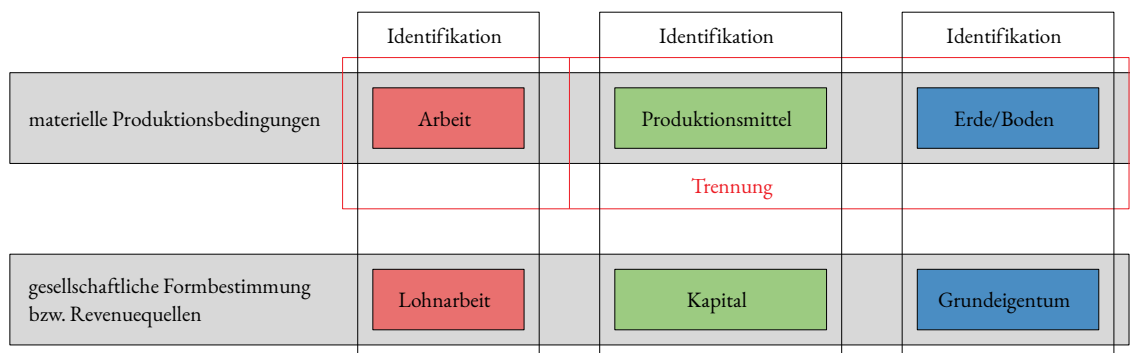 Identifikation
Identifikation
Identifikation
materielle Produktionsbedingungen
Arbeit
Produktionsmittel
Erde/Boden
Trennung
gesellschaftliche Formbestimmung
bzw. Revenuequellen
Lohnarbeit
Kapital
Grundeigentum